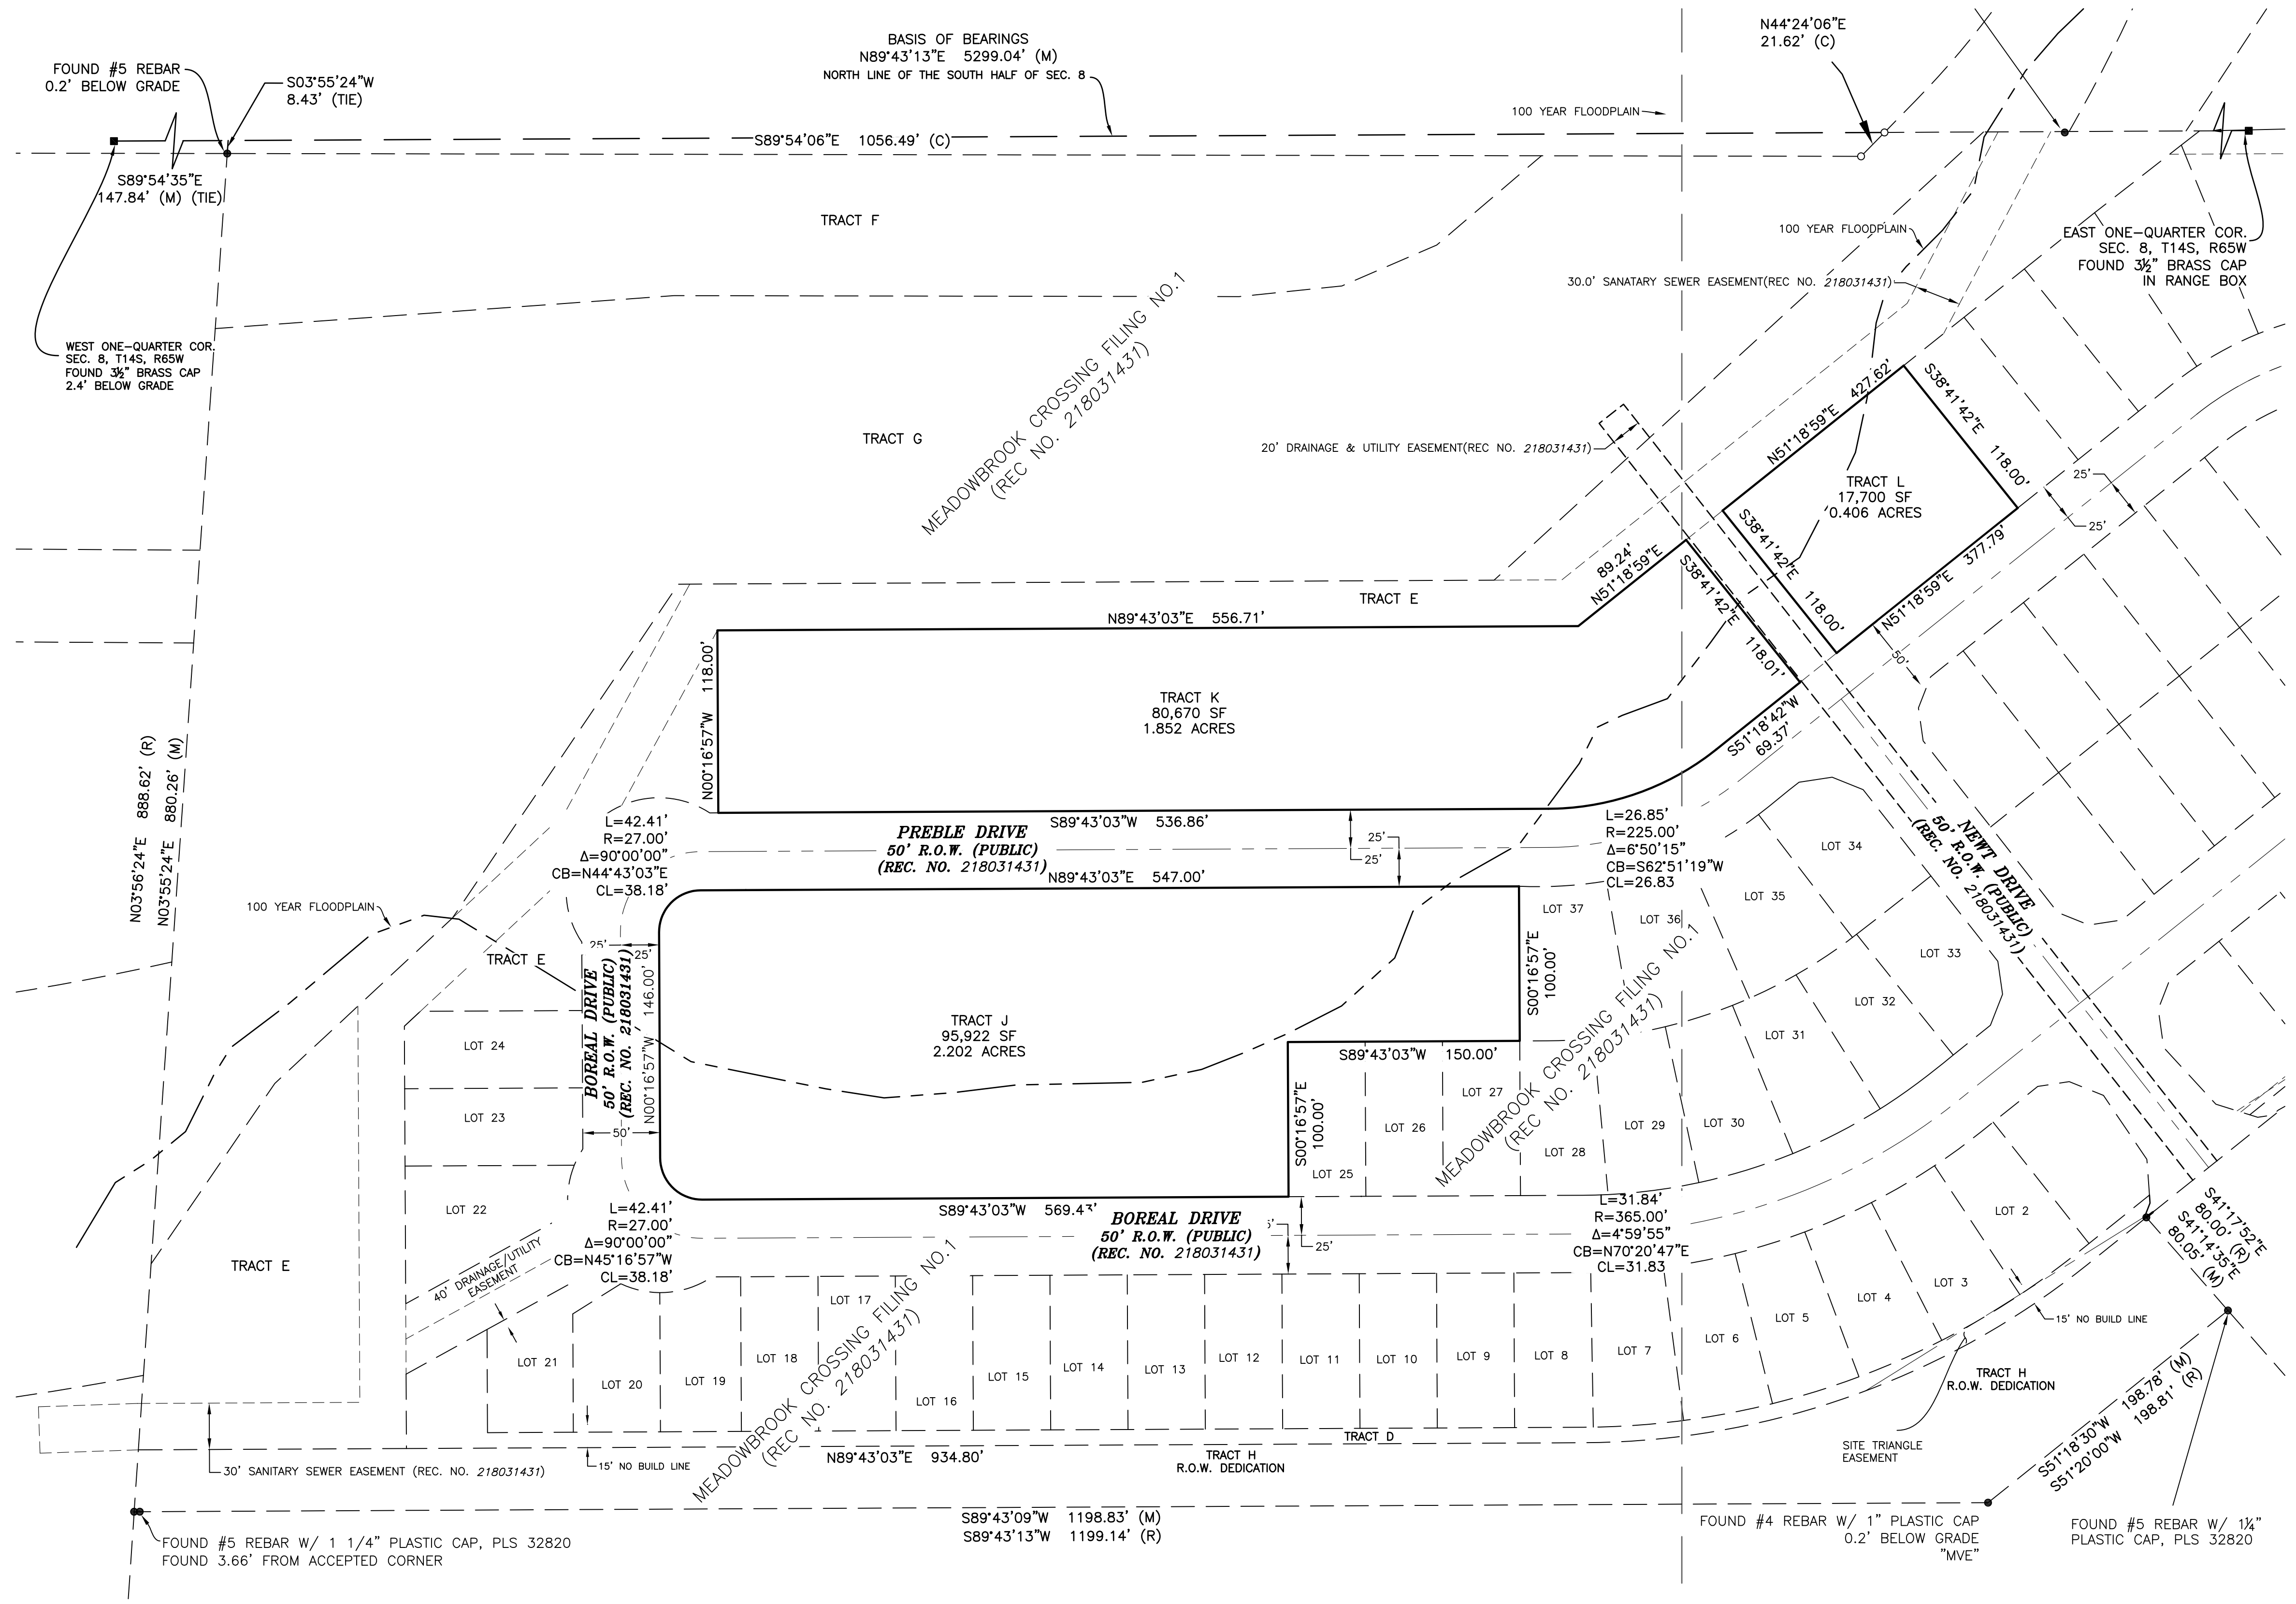 BASIS OF BEARINGS
N89°43'13"E 5299.04' (M)
NORTH LINE OF THE SOUTH HALF OF SEC. 8
N44°24'06"E
21.62' (C)
FOUND #5 REBAR
0.2' BELOW GRADE
S03°55'24"W
8.43' (TIE)
100 YEAR FLOODPLAIN
S89°54'06"E 1056.49' (C)
S89°54'35"E
147.84' (M) (TIE)
TRACT F
100 YEAR FLOODPLAIN
EAST ONE-QUARTER COR.
SEC. 8, T14S, R65W
FOUND 3½" BRASS CAP
IN RANGE BOX
30.0' SANATARY SEWER EASEMENT(REC NO. 218031431)
WEST ONE-QUARTER COR.
SEC. 8, T14S, R65W
FOUND 3½" BRASS CAP
2.4' BELOW GRADE
MEADOWBROOK CROSSING FILING NO.1
(REC NO. 218031431)
TRACT G
20' DRAINAGE & UTILITY EASEMENT(REC NO. 218031431)
N51°18'59"E 427.62'
S38°41'42"E 118.00'
TRACT L
17,700 SF
0.406 ACRES
S38°41'42"E 118.00'
N51°18'59"E 377.79'
25'
25'
50'
89.24'
N51°18'59"E
S38°41'42"E 118.01'
TRACT E
N89°43'03"E 556.71'
N00°16'57"W 118.00'
TRACT K
80,670 SF
1.852 ACRES
S51°18'42"W
69.37'
N03°56'24"E 888.62' (R)
N03°55'24"E 880.26' (M)
L=42.41'
R=27.00'
Δ=90°00'00"
CB=N44°43'03"E
CL=38.18'
PREBLE DRIVE
50' R.O.W. (PUBLIC)
(REC. NO. 218031431)
S89°43'03"W 536.86'
25'
25'
N89°43'03"E 547.00'
L=26.85'
R=225.00'
Δ=6°50'15"
CB=S62°51'19"W
CL=26.83
NEWT DRIVE
50' R.O.W. (PUBLIC)
(REC. NO. 218031431)
LOT 34
LOT 35
LOT 36
LOT 37
LOT 33
LOT 32
LOT 31
100 YEAR FLOODPLAIN
TRACT E
25'
25'
BOREAL DRIVE
50' R.O.W. (PUBLIC)
(REC. NO. 218031431)
N00°16'57"W 146.00'
50'
S00°16'57"E
100.00'
MEADOWBROOK CROSSING FILING NO.1
(REC NO. 218031431)
LOT 24
LOT 23
LOT 22
TRACT J
95,922 SF
2.202 ACRES
S89°43'03"W 150.00'
S00°16'57"E
100.00'
LOT 25
LOT 26
LOT 27
LOT 28
LOT 29
LOT 30
L=42.41'
R=27.00'
Δ=90°00'00"
CB=N45°16'57"W
CL=38.18'
S89°43'03"W 569.43'
BOREAL DRIVE
50' R.O.W. (PUBLIC)
(REC. NO. 218031431)
25'
L=31.84'
R=365.00'
Δ=4°59'55"
CB=N70°20'47"E
CL=31.83
S41°17'52"E
80.00' (R)
S41°14'35"E
80.05' (M)
TRACT E
40' DRAINAGE/UTILITY
EASEMENT
LOT 21
LOT 20
LOT 19
LOT 18
LOT 17
LOT 16
LOT 15
LOT 14
LOT 13
LOT 12
LOT 11
LOT 10
LOT 9
LOT 8
LOT 7
LOT 6
LOT 5
LOT 4
LOT 3
LOT 2
15' NO BUILD LINE
MEADOWBROOK CROSSING FILING NO.1
(REC NO. 218031431)
TRACT H
R.O.W. DEDICATION
S51°18'30"W 198.78' (M)
S51°20'00"W 198.81' (R)
SITE TRIANGLE
EASEMENT
TRACT D
30' SANITARY SEWER EASEMENT (REC. NO. 218031431)
15' NO BUILD LINE
N89°43'03"E 934.80'
TRACT H
R.O.W. DEDICATION
S89°43'09"W 1198.83' (M)
S89°43'13"W 1199.14' (R)
FOUND #5 REBAR W/ 1 1/4" PLASTIC CAP, PLS 32820
FOUND 3.66' FROM ACCEPTED CORNER
FOUND #4 REBAR W/ 1" PLASTIC CAP
0.2' BELOW GRADE
"MVE"
FOUND #5 REBAR W/ 1¼"
PLASTIC CAP, PLS 32820